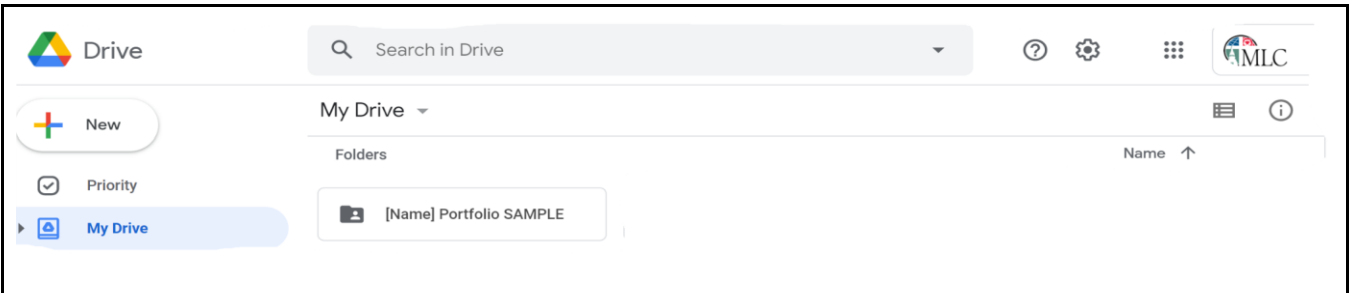 Drive
Search in Drive
MLC
New
My Drive
Folders
Name
Priority
[Name] Portfolio SAMPLE
My Drive